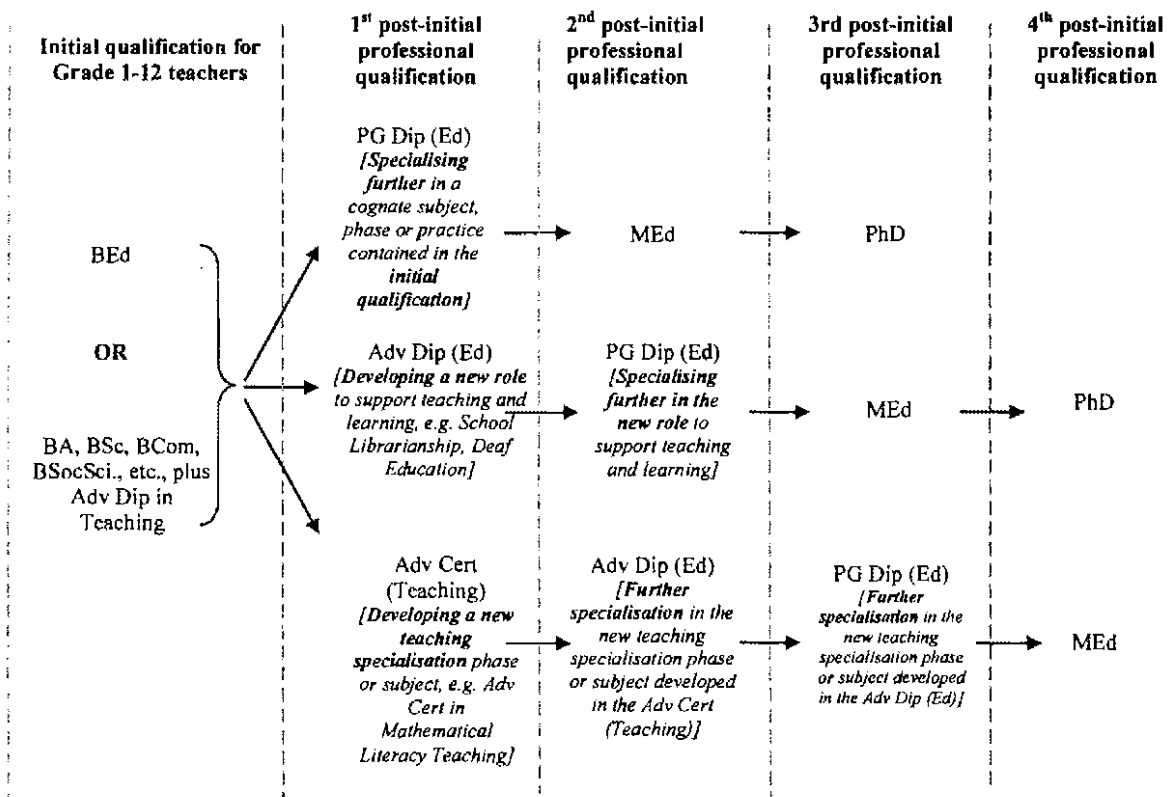 Initial qualification for
Grade 1-12 teachers
1st post-initial
professional
qualification
2nd post-initial
professional
qualification
3rd post-initial
professional
qualification
4th post-initial
professional
qualification
BEd
OR
BA, BSc, BCom,
BSocSci., etc., plus
Adv Dip in
Teaching
PG Dip (Ed)
[Specialising
further in a
cognate subject,
phase or practice
contained in the
initial
qualification]
MEd
PhD
Adv Dip (Ed)
[Developing a new role
to support teaching and
learning, e.g. School
Librarianship, Deaf
Education]
PG Dip (Ed)
[Specialising
further in the
new role to
support teaching
and learning]
MEd
PhD
Adv Cert
(Teaching)
[Developing a new
teaching
specialisation phase
or subject, e.g. Adv
Cert in
Mathematical
Literacy Teaching]
Adv Dip (Ed)
[Further
specialisation in the
new teaching
specialisation phase
or subject developed
in the Adv Cert
(Teaching)]
PG Dip (Ed)
[Further
specialisation in the
new teaching
specialisation phase
or subject developed
in the Adv Dip (Ed)]
MEd